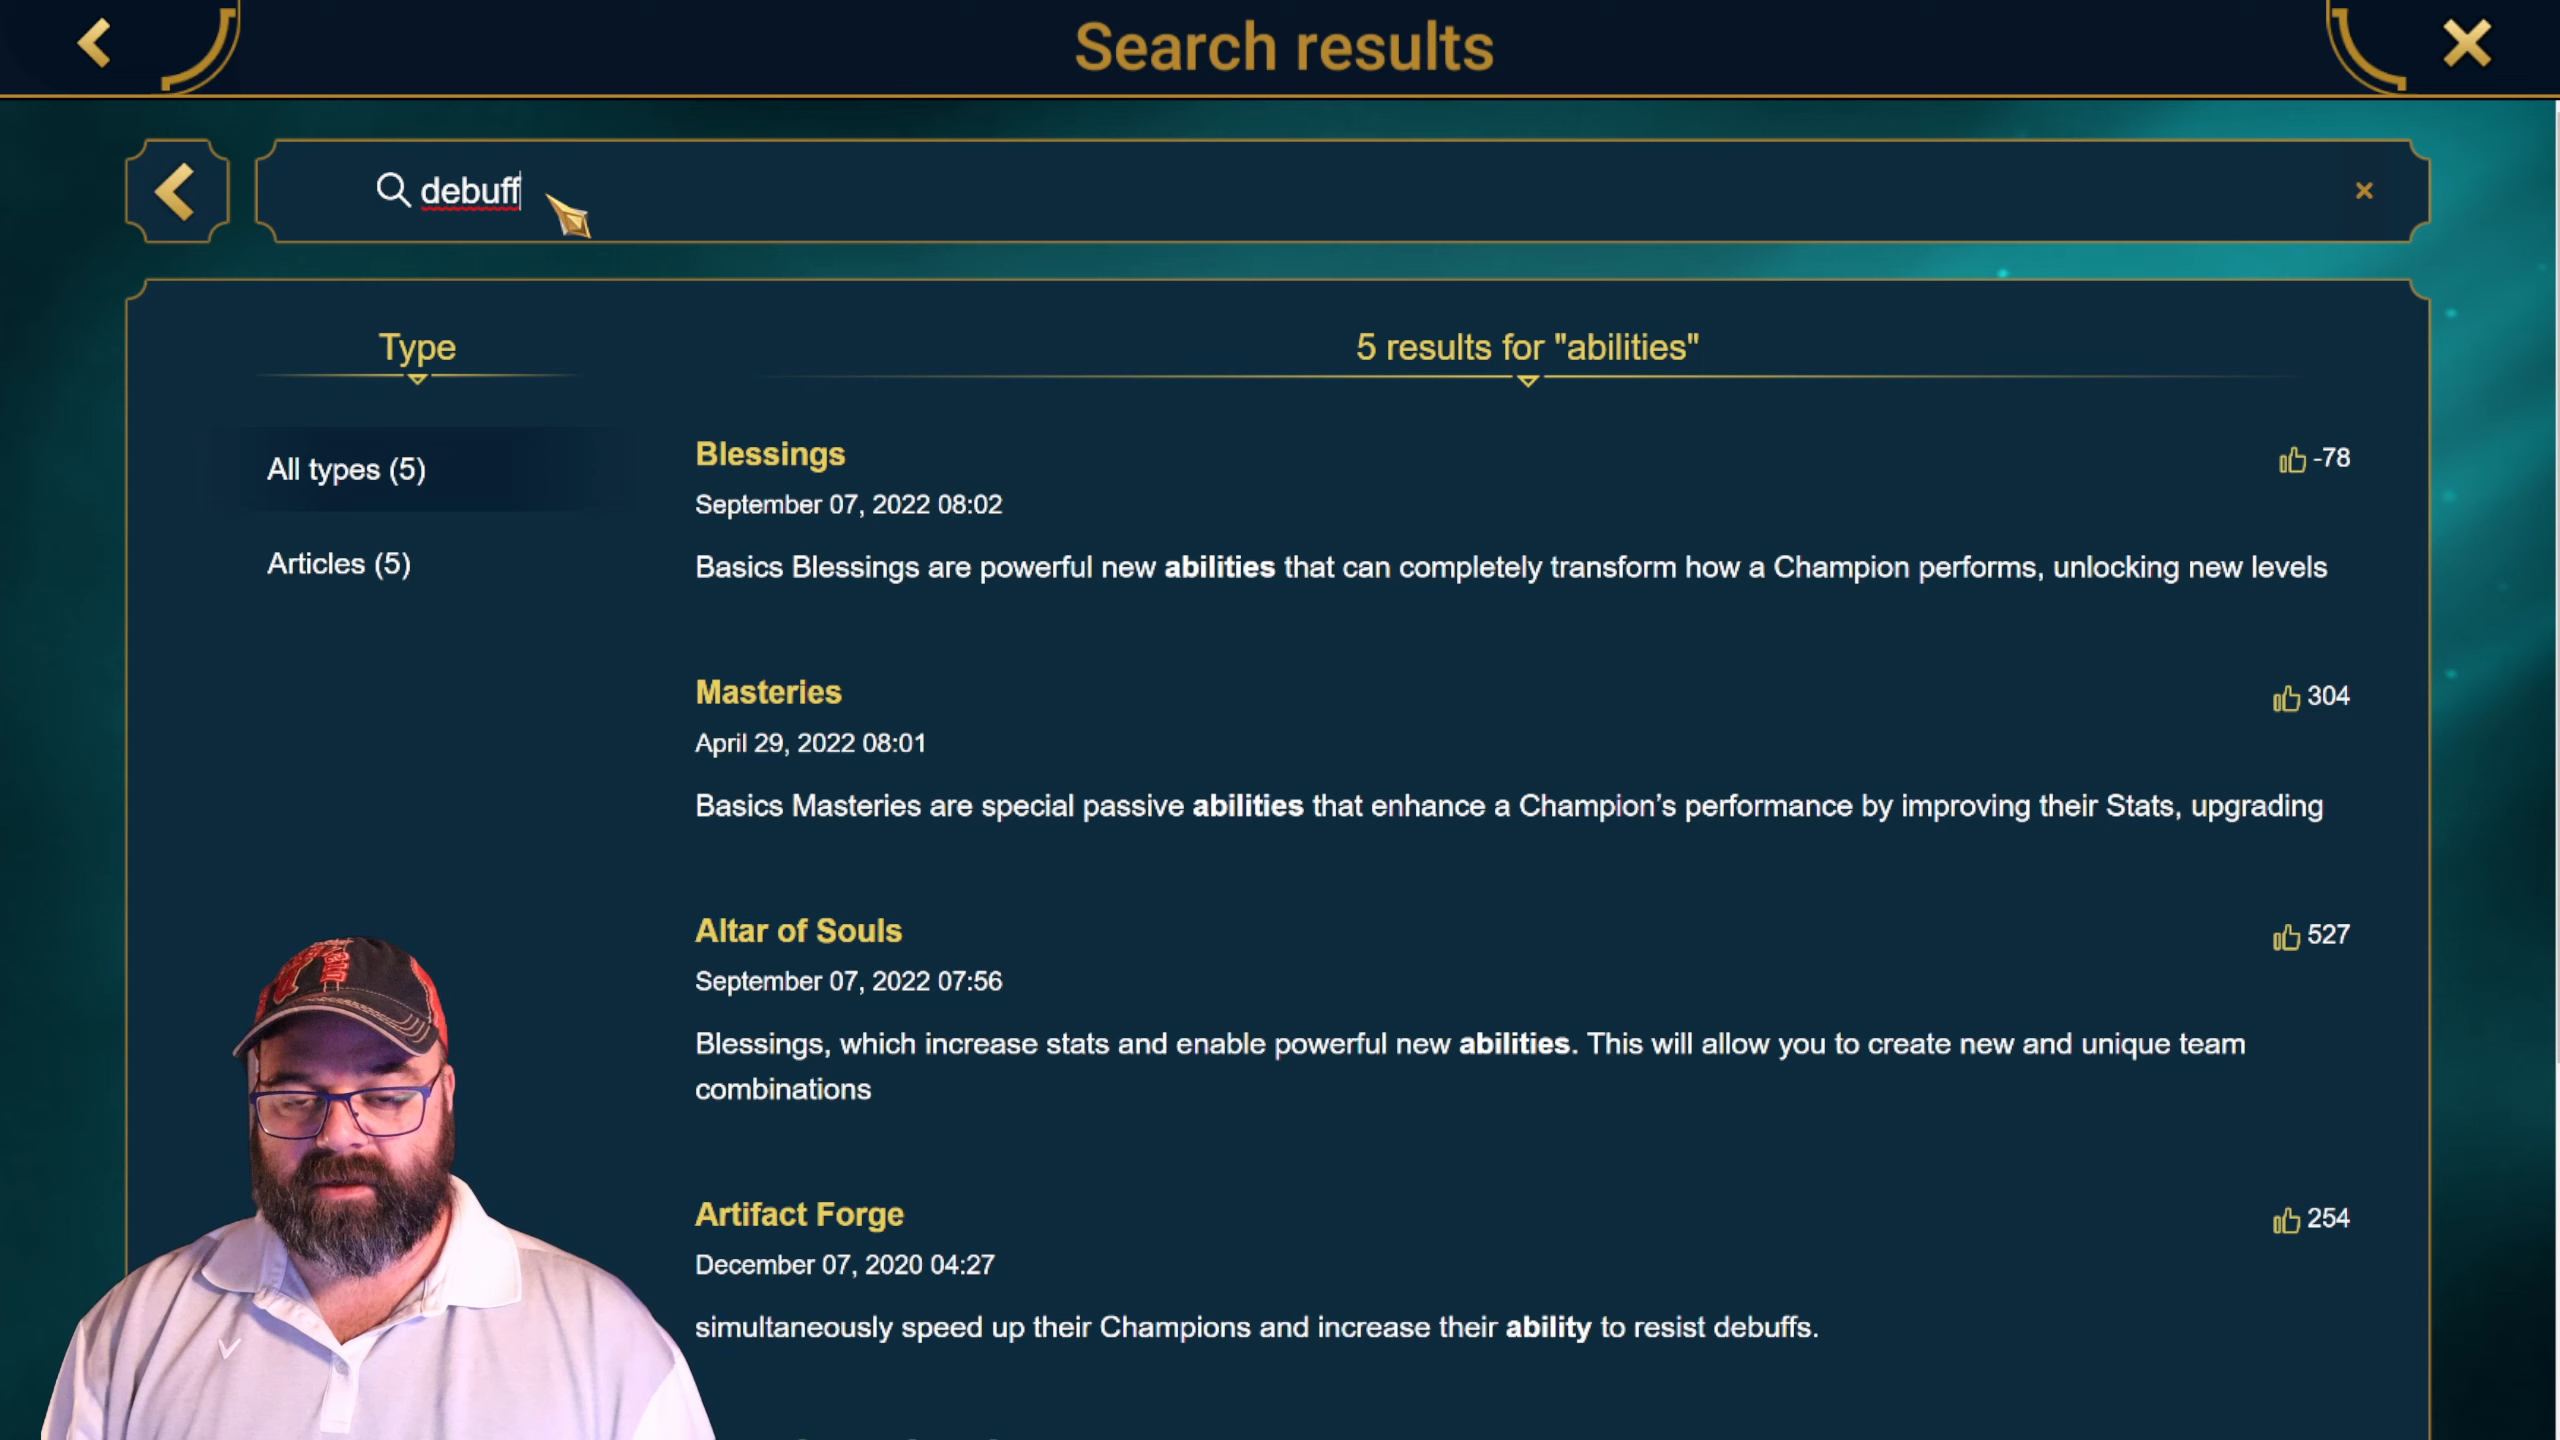 Search results
debuff
Type
5 results for "abilities"
All types (5)
Articles (5)
Blessings
-78
September 07, 2022 08:02
Basics Blessings are powerful new abilities that can completely transform how a Champion performs, unlocking new levels
Masteries
304
April 29, 2022 08:01
Basics Masteries are special passive abilities that enhance a Champion’s performance by improving their Stats, upgrading
Altar of Souls
527
September 07, 2022 07:56
Blessings, which increase stats and enable powerful new abilities. This will allow you to create new and unique team
combinations
Artifact Forge
254
December 07, 2020 04:27
simultaneously speed up their Champions and increase their ability to resist debuffs.